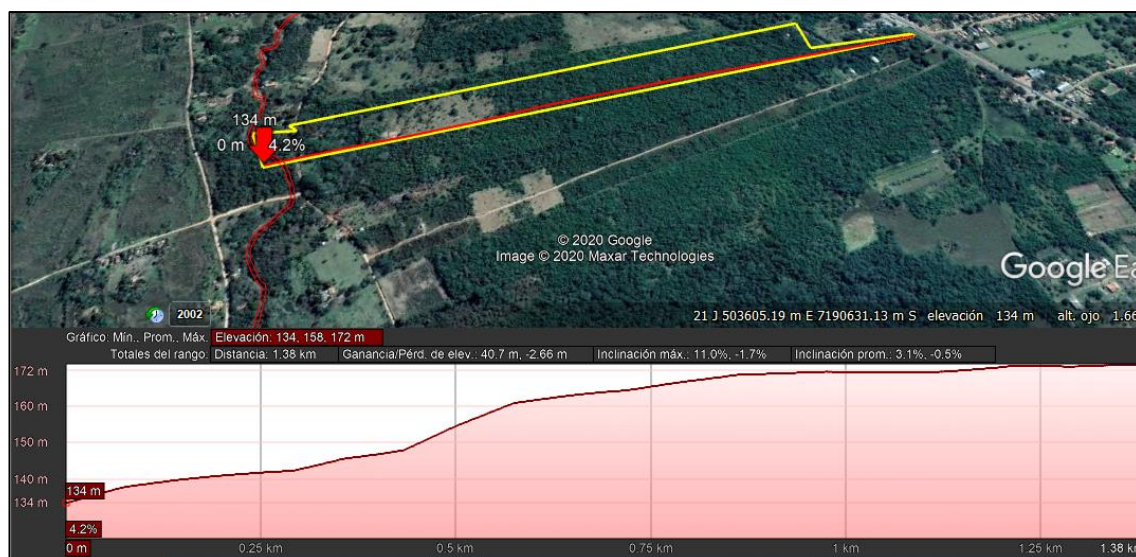 134 m
0 m 4.2%
© 2020 Google
Image © 2020 Maxar Technologies
Google Ea
2002
21 J 503605.19 m E 7190631.13 m S elevación 134 m alt. ojo 1.66
Gráfico: Mín., Prom., Máx. Elevación: 134, 158, 172 m
Totales del rango: Distancia: 1.38 km Ganancia/Pérd. de elev.: 40.7 m, -2.66 m Inclinación máx.: 11.0%, -1.7% Inclinación prom.: 3.1%, -0.5%
172 m
160 m
150 m
140 m
134 m
134 m
4.2%
0 m 0.25 km 0.5 km 0.75 km 1 km 1.25 km 1.38 km